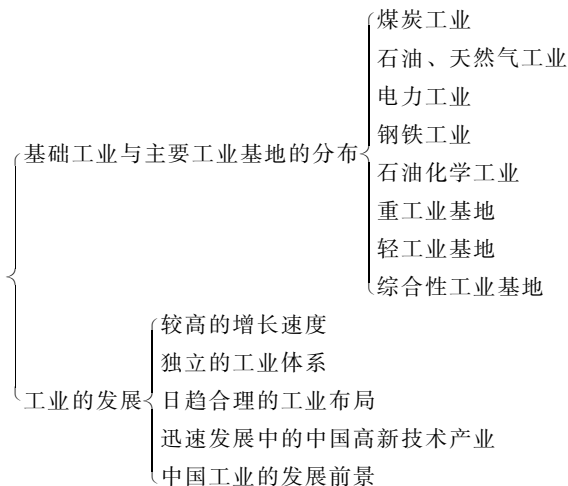 基础工业与主要工业基地的分布
煤炭工业
石油、天然气工业
电力工业
钢铁工业
石油化学工业
重工业基地
轻工业基地
综合性工业基地
工业的发展
较高的增长速度
独立的工业体系
日趋合理的工业布局
迅速发展中的中国高新技术产业
中国工业的发展前景